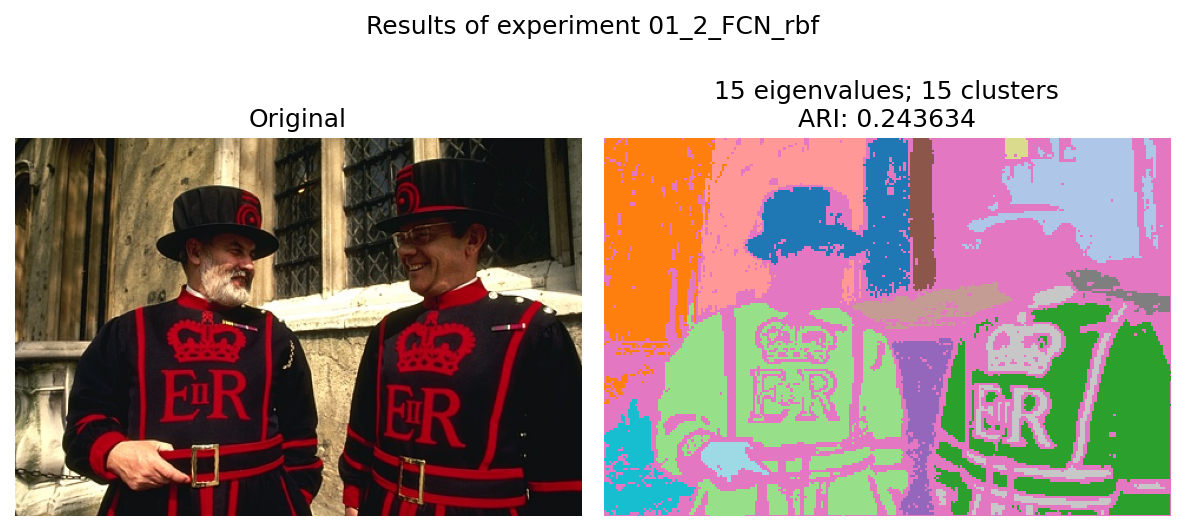 Results of experiment 01_2_FCN_rbf
15 eigenvalues; 15 clusters
Original
ARI: 0.243634
EIIR
EIIR
EIIR
EIIR